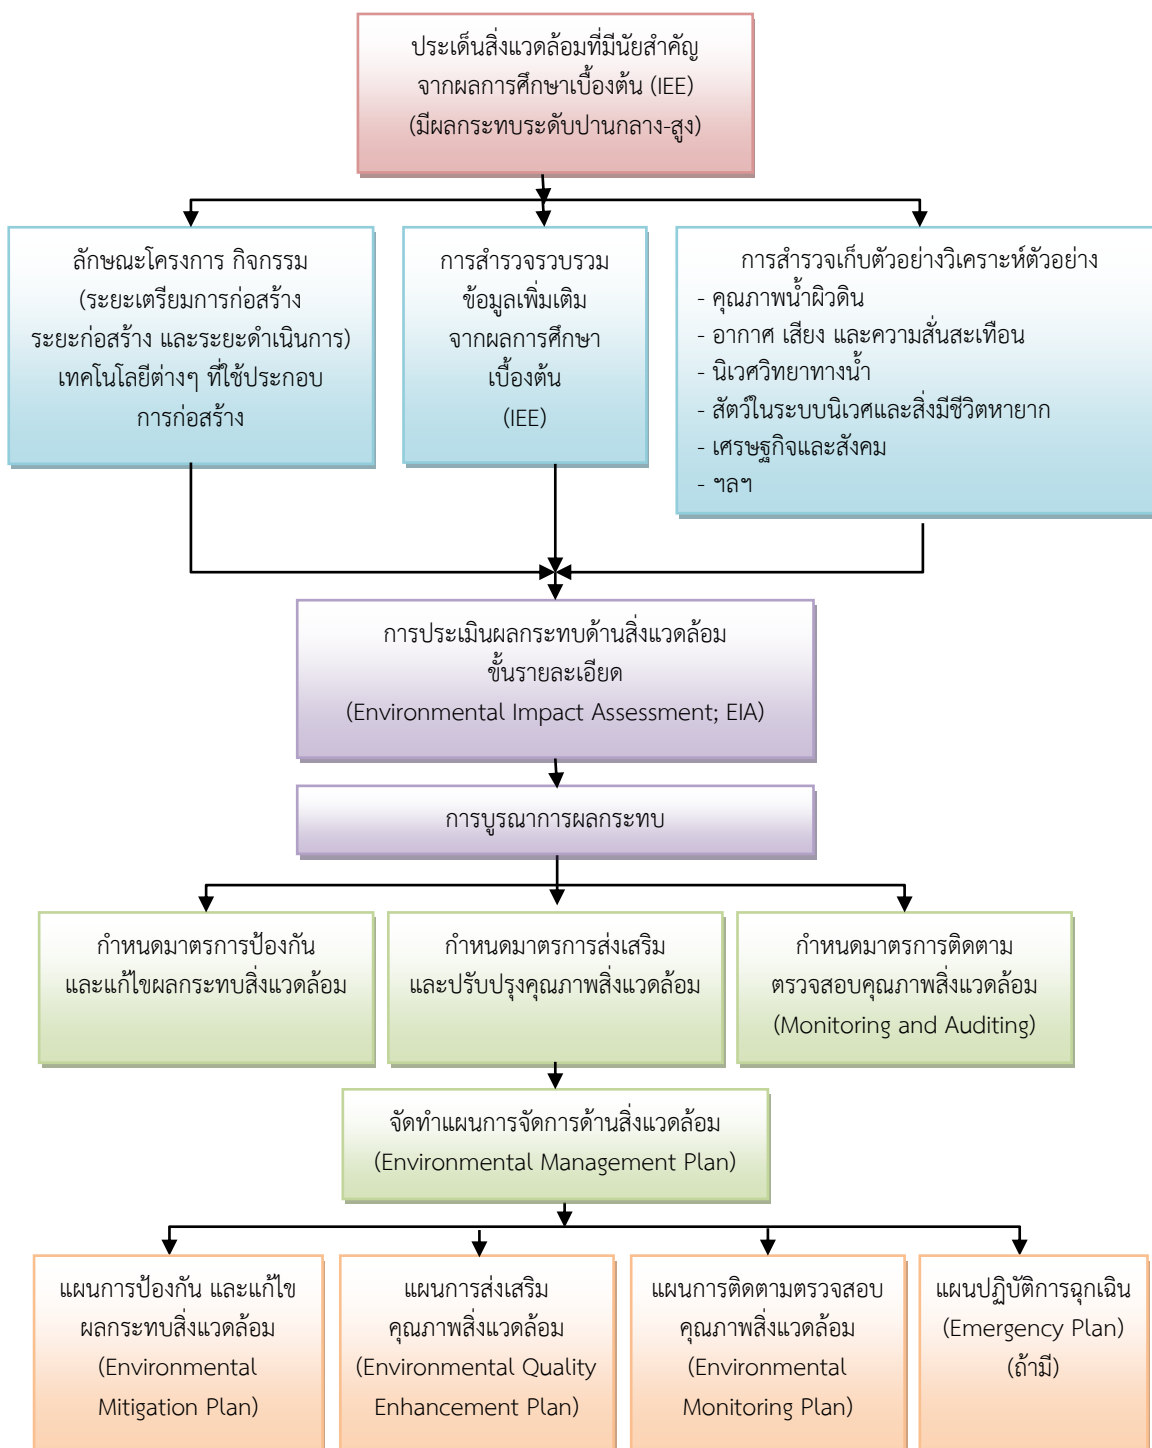 ประเด็นสิ่งแวดล้อมที่มีนัยสำคัญ
จากผลการศึกษาเบื้องต้น (IEE)
(มีผลกระทบระดับปานกลาง-สูง)
ลักษณะโครงการ กิจกรรม
(ระยะเตรียมการก่อสร้าง
ระยะก่อสร้าง และระยะดำเนินการ)
เทคโนโลยีต่างๆ ที่ใช้ประกอบ
การก่อสร้าง
การสำรวจรวบรวม
ข้อมูลเพิ่มเติม
จากผลการศึกษา
เบื้องต้น
(IEE)
การสำรวจเก็บตัวอย่างวิเคราะห์ตัวอย่าง
- คุณภาพน้ำผิวดิน
- อากาศ เสียง และความสั่นสะเทือน
- นิเวศวิทยาทางน้ำ
- สัตว์ในระบบนิเวศและสิ่งมีชีวิตหายาก
- เศรษฐกิจและสังคม
- ฯลฯ
การประเมินผลกระทบด้านสิ่งแวดล้อม
ขั้นรายละเอียด
(Environmental Impact Assessment; EIA)
การบูรณาการผลกระทบ
กำหนดมาตรการป้องกัน
และแก้ไขผลกระทบสิ่งแวดล้อม
กำหนดมาตรการส่งเสริม
และปรับปรุงคุณภาพสิ่งแวดล้อม
กำหนดมาตรการติดตาม
ตรวจสอบคุณภาพสิ่งแวดล้อม
(Monitoring and Auditing)
จัดทำแผนการจัดการด้านสิ่งแวดล้อม
(Environmental Management Plan)
แผนการป้องกัน และแก้ไข
ผลกระทบสิ่งแวดล้อม
(Environmental
Mitigation Plan)
แผนการส่งเสริม
คุณภาพสิ่งแวดล้อม
(Environmental Quality
Enhancement Plan)
แผนการติดตามตรวจสอบ
คุณภาพสิ่งแวดล้อม
(Environmental
Monitoring Plan)
แผนปฏิบัติการฉุกเฉิน
(Emergency Plan)
(ถ้ามี)